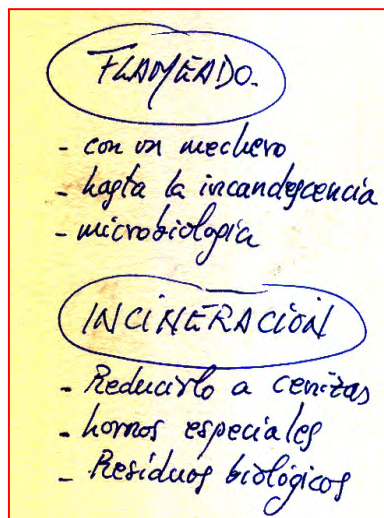 FLAMEADO.
- con un mechero
- hasta la incandescencia
- microbiología
INCINERACIÓN
- Reducirlo a cenizas
- hornos especiales
- Residuos biológicos